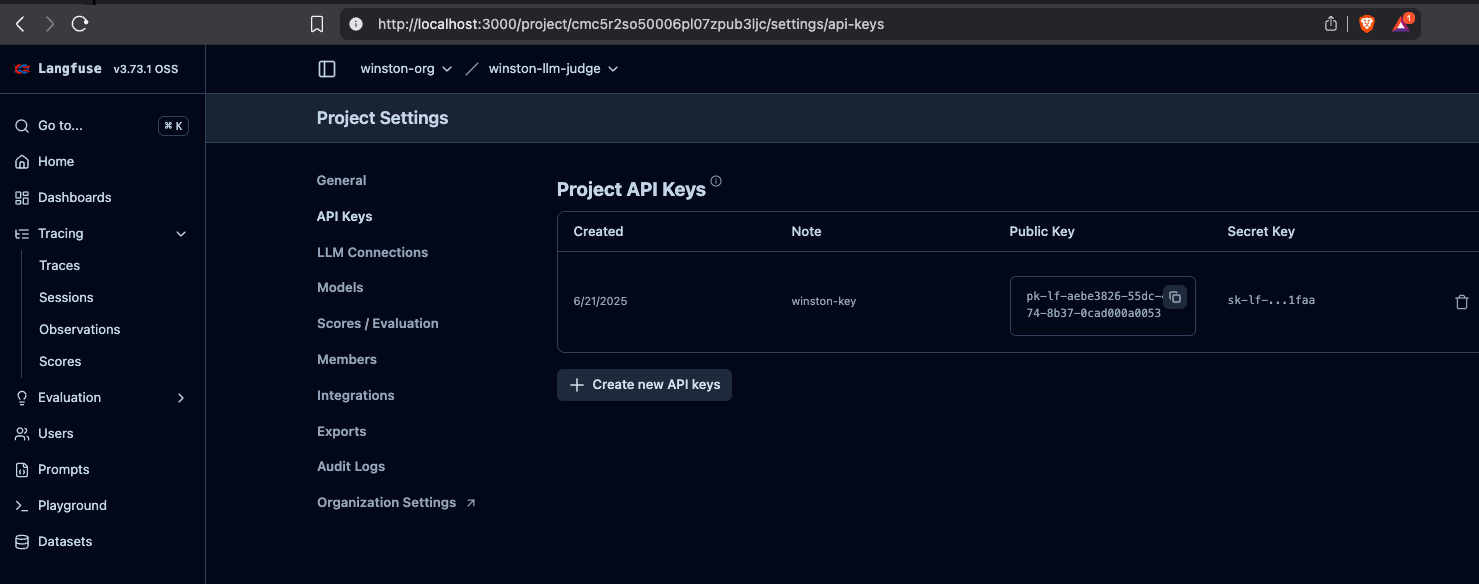 http://localhost:3000/project/cmc5r2so50006pl07zpub3ljc/settings/api-keys
1
Langfuse v3.73.1 OSS
winston-org / winston-llm-judge
Go to...
⌘ K
Home
Dashboards
Tracing
Traces
Sessions
Observations
Scores
Evaluation
Users
Prompts
Playground
Datasets
Project Settings
General
API Keys
LLM Connections
Models
Scores / Evaluation
Members
Integrations
Exports
Audit Logs
Organization Settings
Project API Keys
Created Note Public Key Secret Key
6/21/2025 winston-key
pk-lf-aebe3826-55dc-
74-8b37-0cad000a0053
sk-lf-...1faa
+ Create new API keys